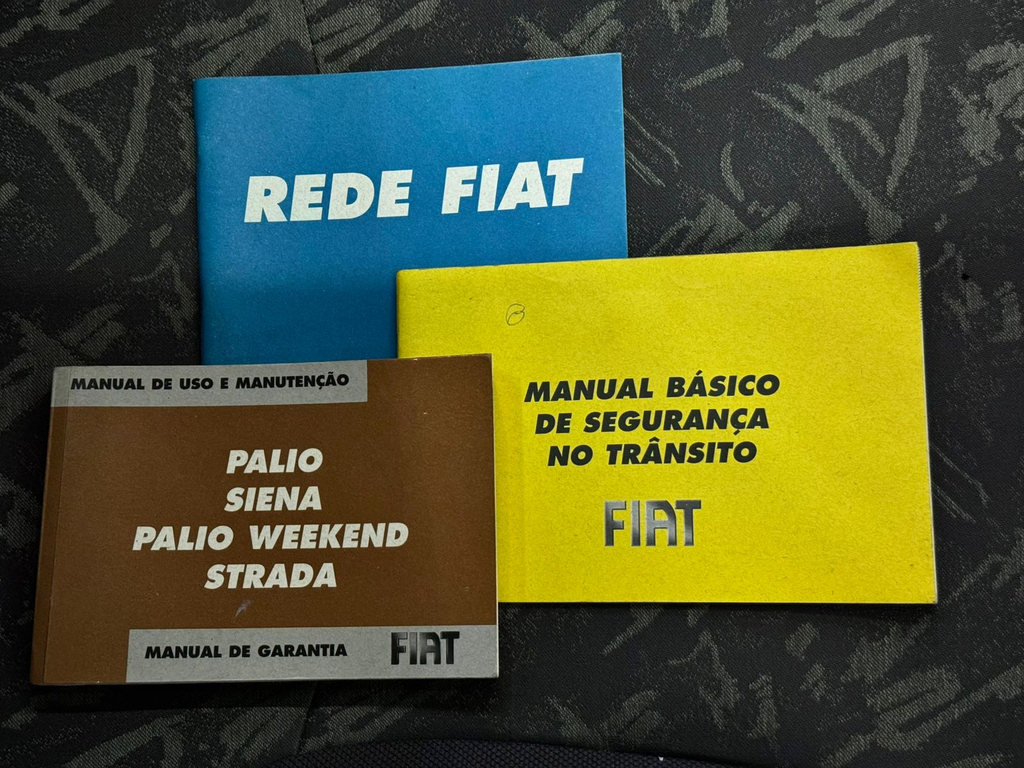 REDE FIAT
MANUAL BÁSICO
DE SEGURANÇA
NO TRÂNSITO
FIAT
MANUAL DE USO E MANUTENÇÃO
PALIO
SIENA
PALIO WEEKEND
STRADA
MANUAL DE GARANTIA
FIAT